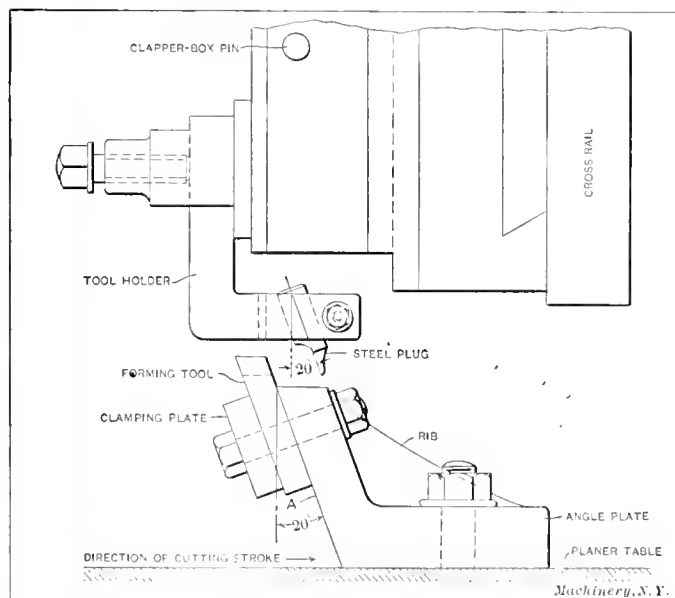 CLAPPER-BOX PIN
CROSS RAIL
TOOL HOLDER
STEEL PLUG
20°
FORMING TOOL
CLAMPING PLATE
RIB
A
20°
ANGLE PLATE
DIRECTION OF CUTTING STROKE
PLANER TABLE
Machinery, N.Y.